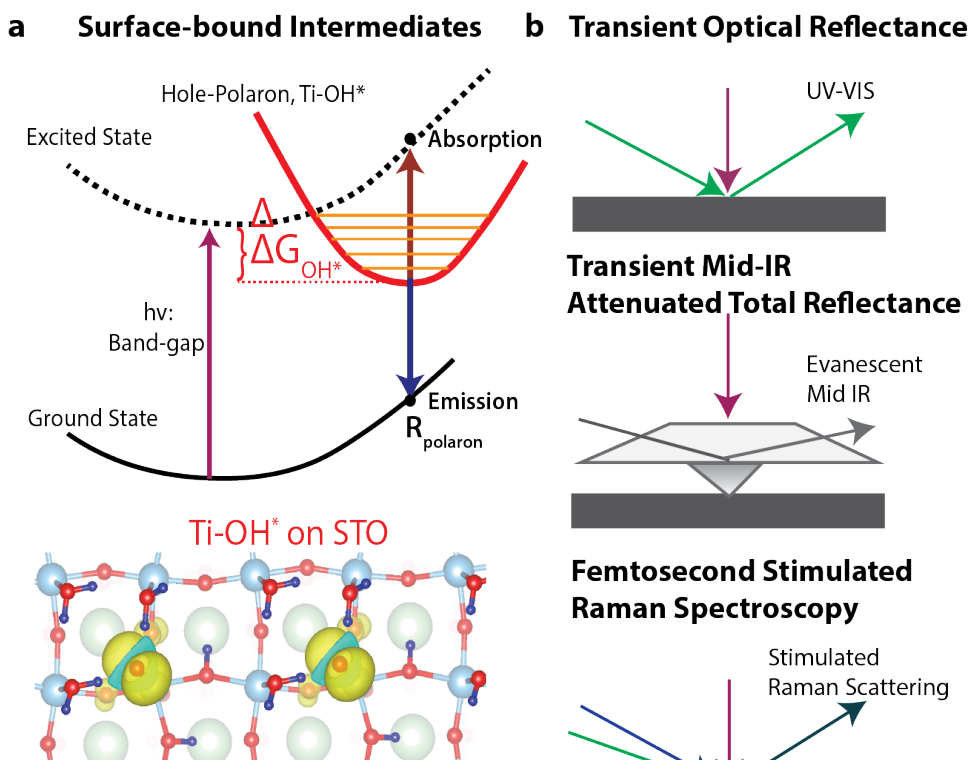 a Surface-bound Intermediates
Hole-Polaron, Ti-OH*
Excited State
Absorption
Δ
ΔG OH*
hν:
Band-gap
Ground State
Emission
R polaron
Ti-OH* on STO
b Transient Optical Reflectance
UV-VIS
Transient Mid-IR
Attenuated Total Reflectance
Evanescent
Mid IR
Femtosecond Stimulated
Raman Spectroscopy
Stimulated
Raman Scattering